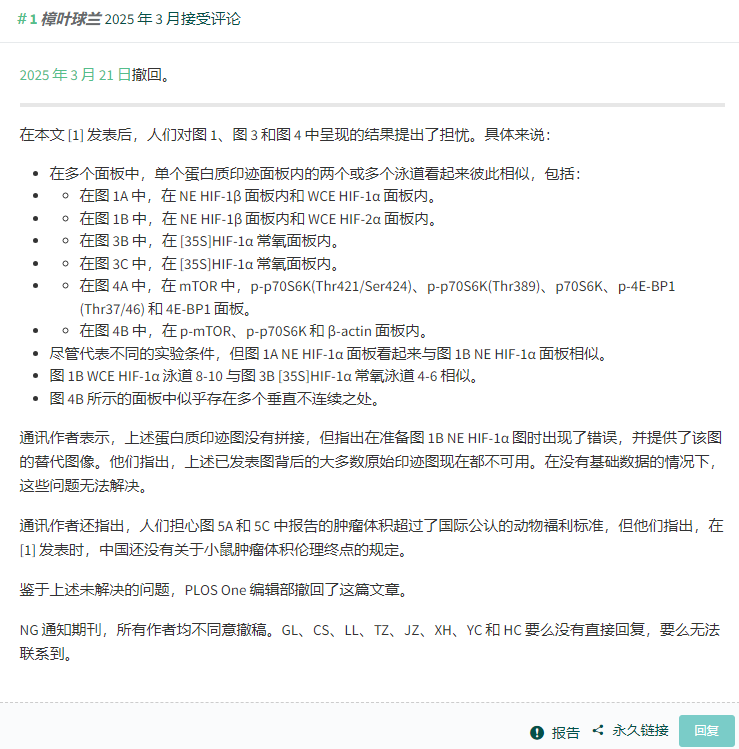 #1 樟叶球兰 2025 年 3 月接受评论
2025 年 3 月 21 日撤回。
在本文 [1] 发表后，人们对图 1、图 3 和图 4 中呈现的结果提出了担忧。具体来说：
在多个面板中，单个蛋白质印迹面板内的两个或多个泳道看起来彼此相似，包括：
在图 1A 中，在 NE HIF-1β 面板内和 WCE HIF-1α 面板内。
在图 1B 中，在 NE HIF-1β 面板内和 WCE HIF-2α 面板内。
在图 3B 中，在 [35S]HIF-1α 常氧面板内。
在图 3C 中，在 [35S]HIF-1α 常氧面板内。
在图 4A 中，在 mTOR 中，p-p70S6K(Thr421/Ser424)、p-p70S6K(Thr389)、p70S6K、p-4E-BP1
(Thr37/46) 和 4E-BP1 面板。
在图 4B 中，在 p-mTOR、p-p70S6K 和 β-actin 面板内。
尽管代表不同的实验条件，但图 1A NE HIF-1α 面板看起来与图 1B NE HIF-1α 面板相似。
图 1B WCE HIF-1α 泳道 8-10 与图 3B [35S]HIF-1α 常氧泳道 4-6 相似。
图 4B 所示的面板中似乎存在多个垂直不连续之处。
通讯作者表示，上述蛋白质印迹图没有拼接，但指出在准备图 1B NE HIF-1α 图时出现了错误，并提供了该图
的替代图像。他们指出，上述已发表图背后的大多数原始印迹图现在都不可用。在没有基础数据的情况下，
这些问题无法解决。
通讯作者还指出，人们担心图 5A 和 5C 中报告的肿瘤体积超过了国际公认的动物福利标准，但他们指出，在
[1] 发表时，中国还没有关于小鼠肿瘤体积伦理终点的规定。
鉴于上述未解决的问题，PLOS One 编辑部撤回了这篇文章。
NG 通知期刊，所有作者均不同意撤稿。GL、CS、LL、TZ、JZ、XH、YC 和 HC 要么没有直接回复，要么无法
联系到。
报告 永久链接 回复